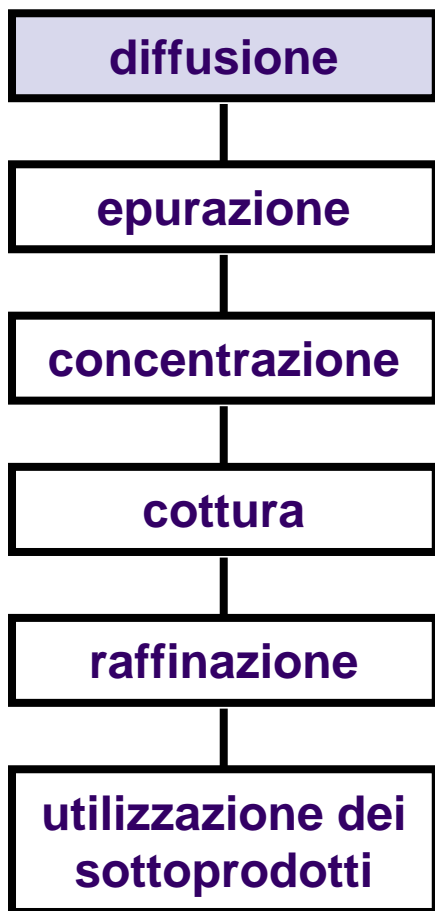 diffusione
epurazione
concentrazione
cottura
raffinazione
utilizzazione dei
sottoprodotti